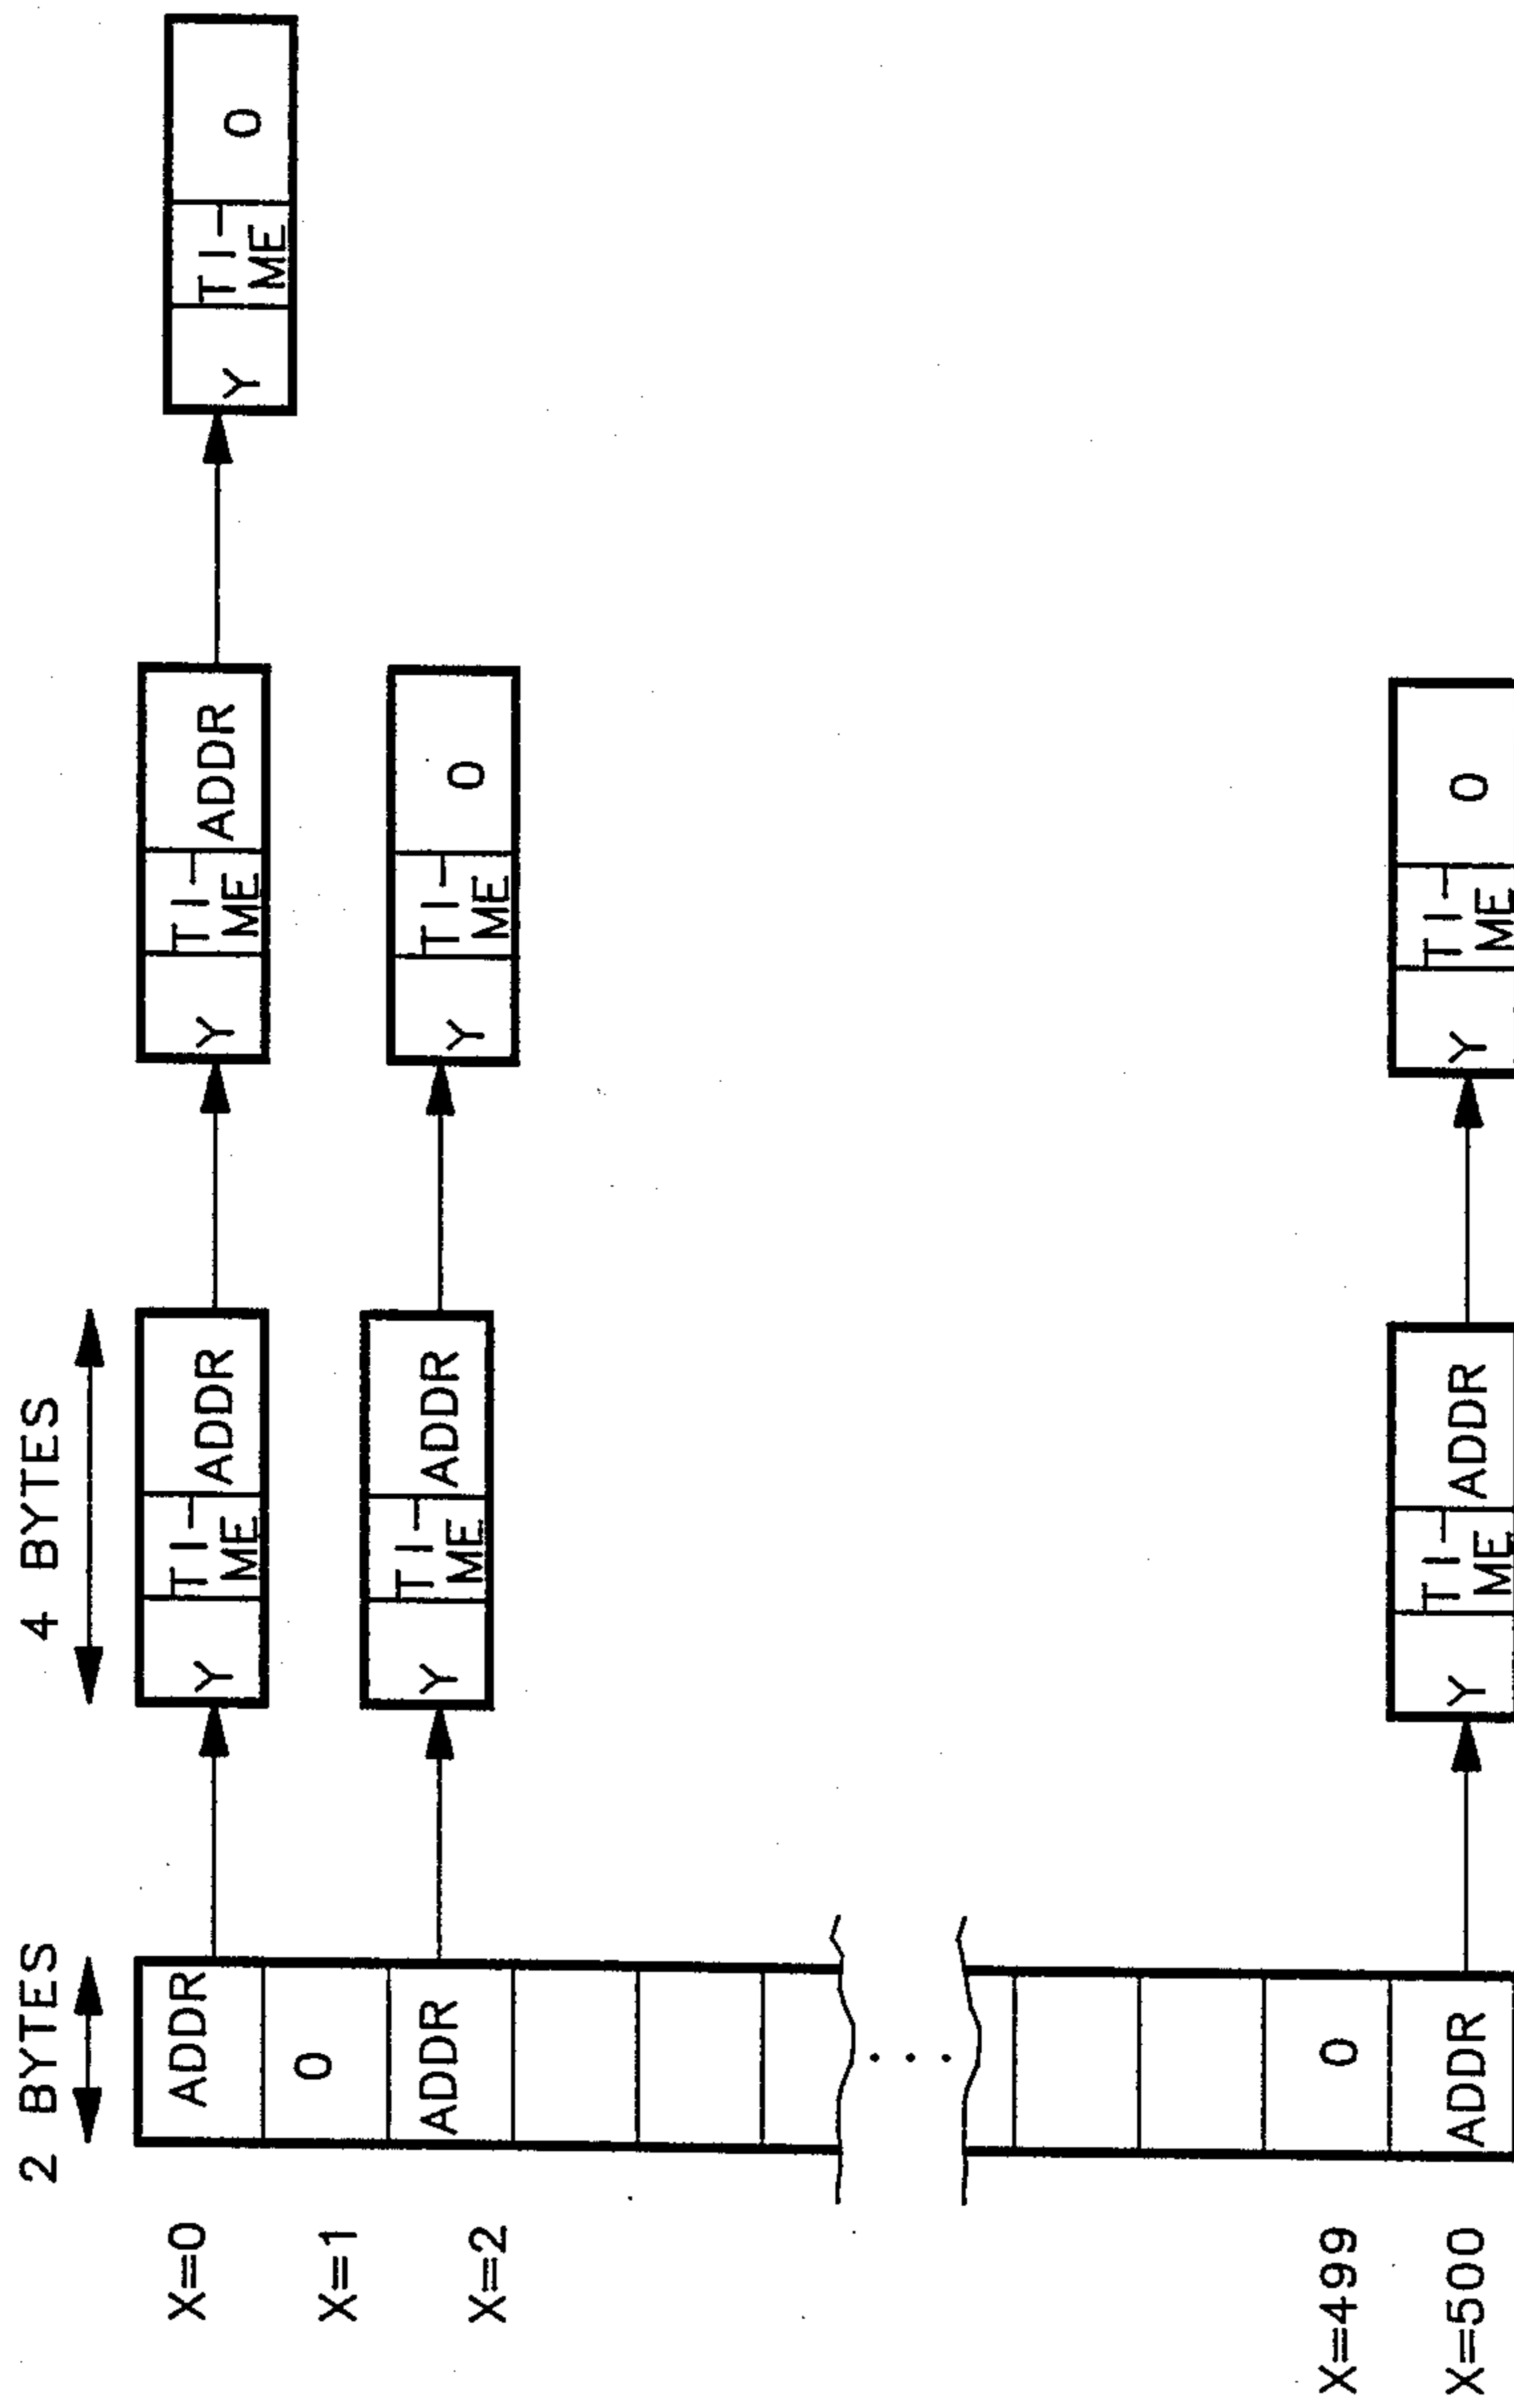 2 BYTES 4 BYTES
X=0 ADDR Y TI- ME ADDR Y TI- ME ADDR Y TI- ME 0
X=1 0
X=2 ADDR Y TI- ME ADDR Y TI- ME 0
. . .
X=499 0
X=500 ADDR Y TI- ME ADDR Y TI- ME 0